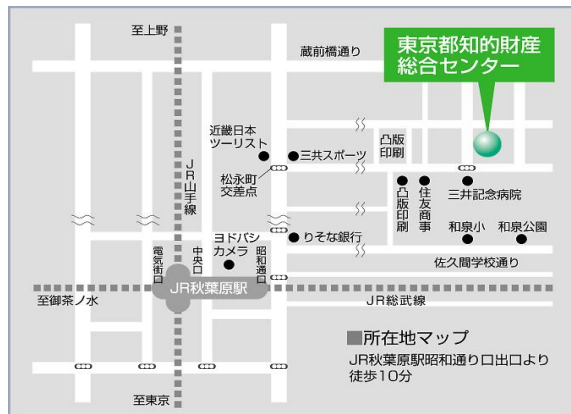 至上野
蔵前橋通り
東京都知的財産
総合センター
近畿日本
ツーリスト
三共スポーツ
凸版
印刷
JR山手線
松永町
交差点
凸版印刷
住友商事
三井記念病院
和泉小
和泉公園
ヨドバシ
カメラ
りそな銀行
電気街口
中央口
昭和通口
佐久間学校通り
至御茶ノ水
JR秋葉原駅
JR総武線
■所在地マップ
JR秋葉原駅昭和通り口出口より
徒歩10分
至東京